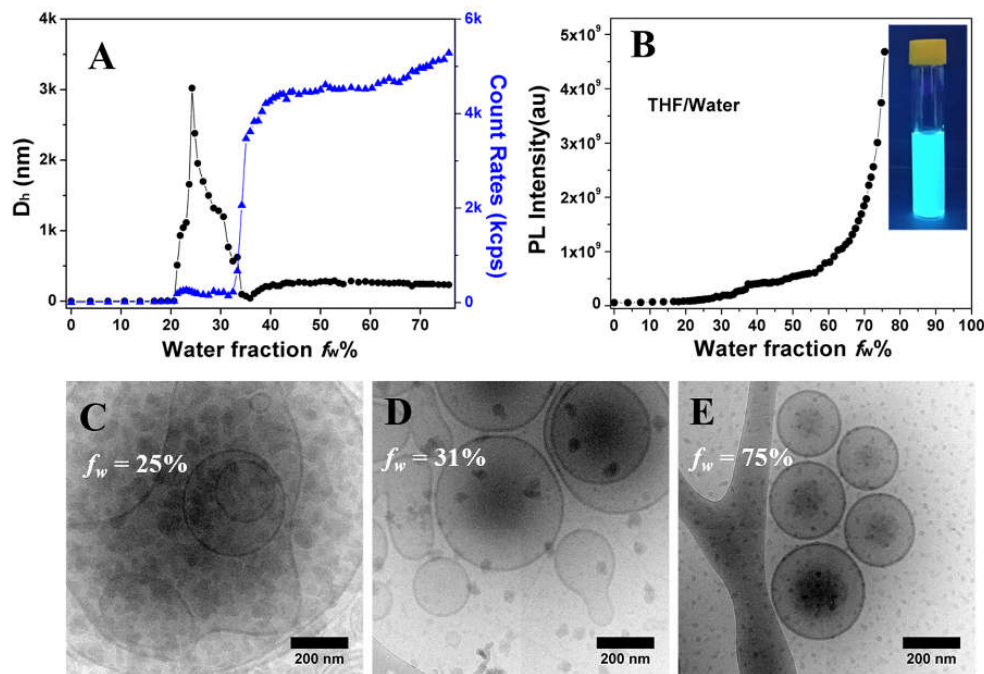 A
4k
3k
2k
1k
0
Dh (nm)
6k
4k
2k
0
Count Rates (kcps)
0 10 20 30 40 50 60 70
Water fraction fw%
B
THF/Water
5x10⁹
4x10⁹
3x10⁹
2x10⁹
1x10⁹
0
PL Intensity(au)
0 10 20 30 40 50 60 70 80 90 100
Water fraction fw%
C
fw = 25%
200 nm
D
fw = 31%
200 nm
E
fw = 75%
200 nm